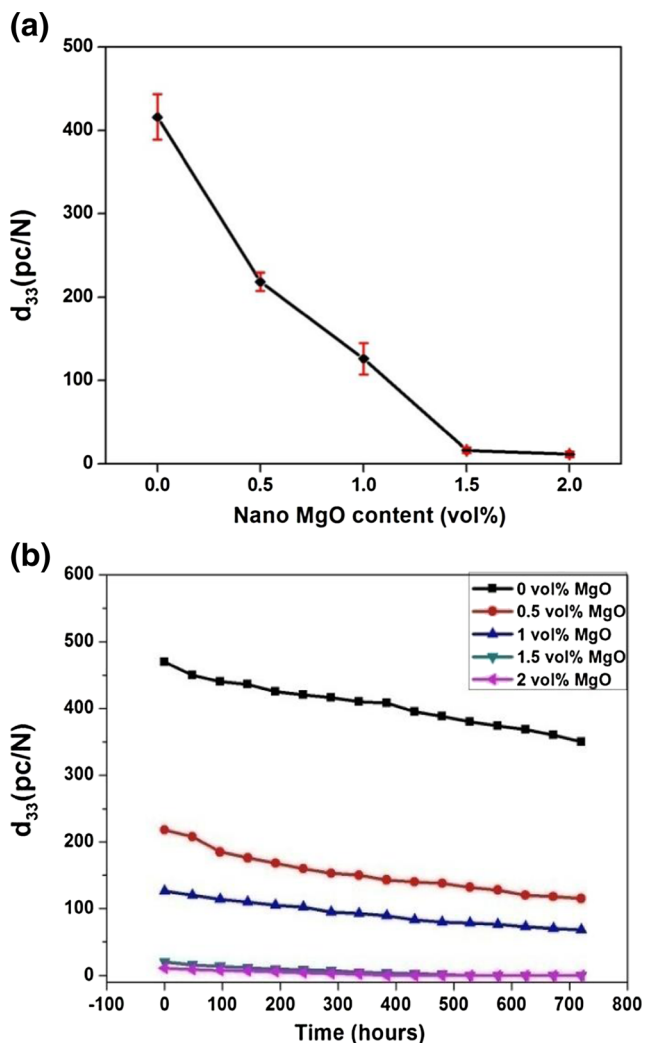 (a)
500
400
300
200
100
0
d33(pc/N)
0.0 0.5 1.0 1.5 2.0
Nano MgO content (vol%)
(b)
600
500
400
300
200
100
0
d33(pc/N)
0 vol% MgO
0.5 vol% MgO
1 vol% MgO
1.5 vol% MgO
2 vol% MgO
-100 0 100 200 300 400 500 600 700 800
Time (hours)